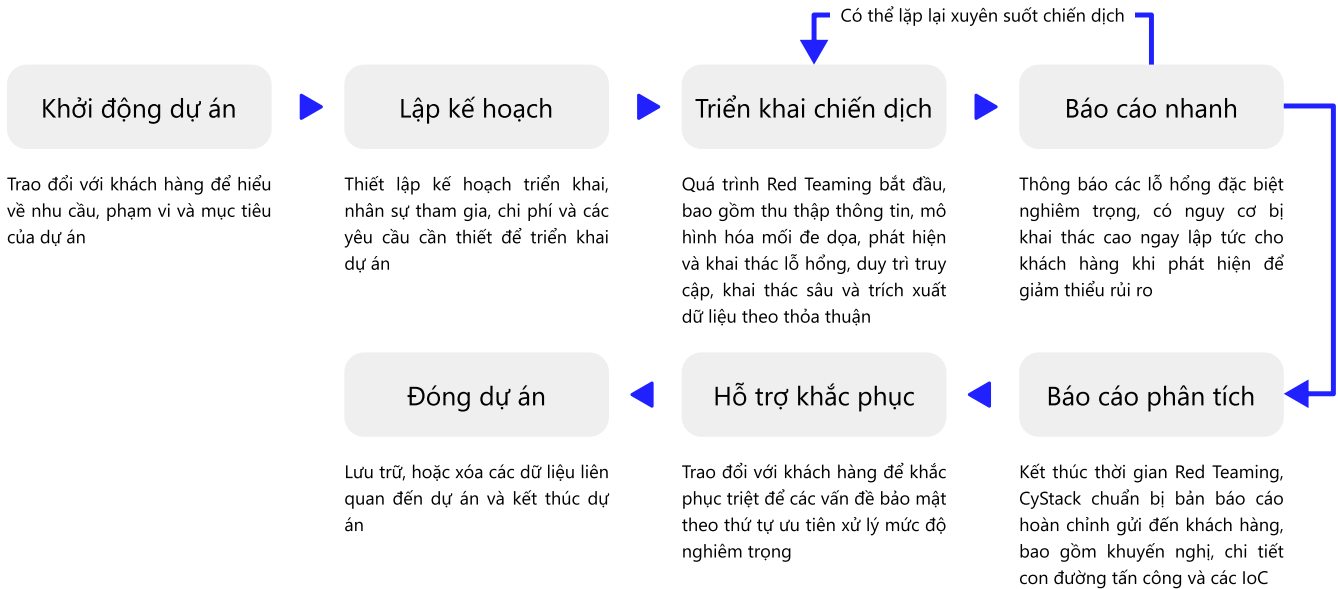 Có thể lặp lại xuyên suốt chiến dịch
Khởi động dự án
Trao đổi với khách hàng để hiểu
về nhu cầu, phạm vi và mục tiêu
của dự án
Lập kế hoạch
Thiết lập kế hoạch triển khai,
nhân sự tham gia, chi phí và các
yêu cầu cần thiết để triển khai
dự án
Triển khai chiến dịch
Quá trình Red Teaming bắt đầu,
bao gồm thu thập thông tin, mô
hình hóa mối đe dọa, phát hiện
và khai thác lỗ hổng, duy trì truy
cập, khai thác sâu và trích xuất
dữ liệu theo thỏa thuận
Báo cáo nhanh
Thông báo các lỗ hổng đặc biệt
nghiêm trọng, có nguy cơ bị
khai thác cao ngay lập tức cho
khách hàng khi phát hiện để
giảm thiểu rủi ro
Báo cáo phân tích
Kết thúc thời gian Red Teaming,
CyStack chuẩn bị bản báo cáo
hoàn chỉnh gửi đến khách hàng,
bao gồm khuyến nghị, chi tiết
con đường tấn công và các IoC
Hỗ trợ khắc phục
Trao đổi với khách hàng để khắc
phục triệt để các vấn đề bảo mật
theo thứ tự ưu tiên xử lý mức độ
nghiêm trọng
Đóng dự án
Lưu trữ, hoặc xóa các dữ liệu liên
quan đến dự án và kết thúc dự
án